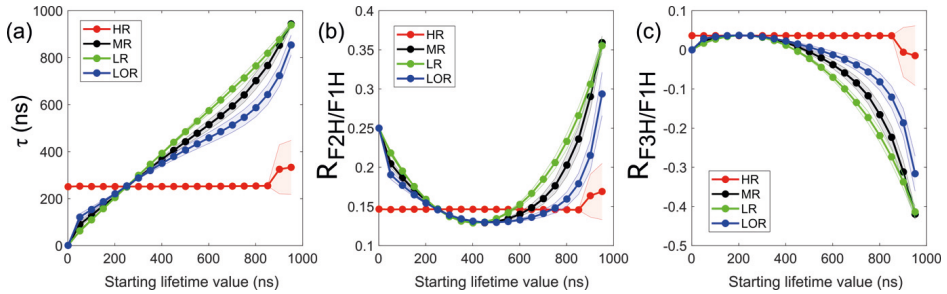 (a)
HR
MR
LR
LOR
τ (ns)
1000
800
600
400
200
0
0 200 400 600 800 1000
Starting lifetime value (ns)
(b)
HR
MR
LR
LOR
R_F2H/F1H
0.4
0.35
0.3
0.25
0.2
0.15
0.1
0 200 400 600 800 1000
Starting lifetime value (ns)
(c)
HR
MR
LR
LOR
R_F3H/F1H
0.1
0
-0.1
-0.2
-0.3
-0.4
-0.5
0 200 400 600 800 1000
Starting lifetime value (ns)